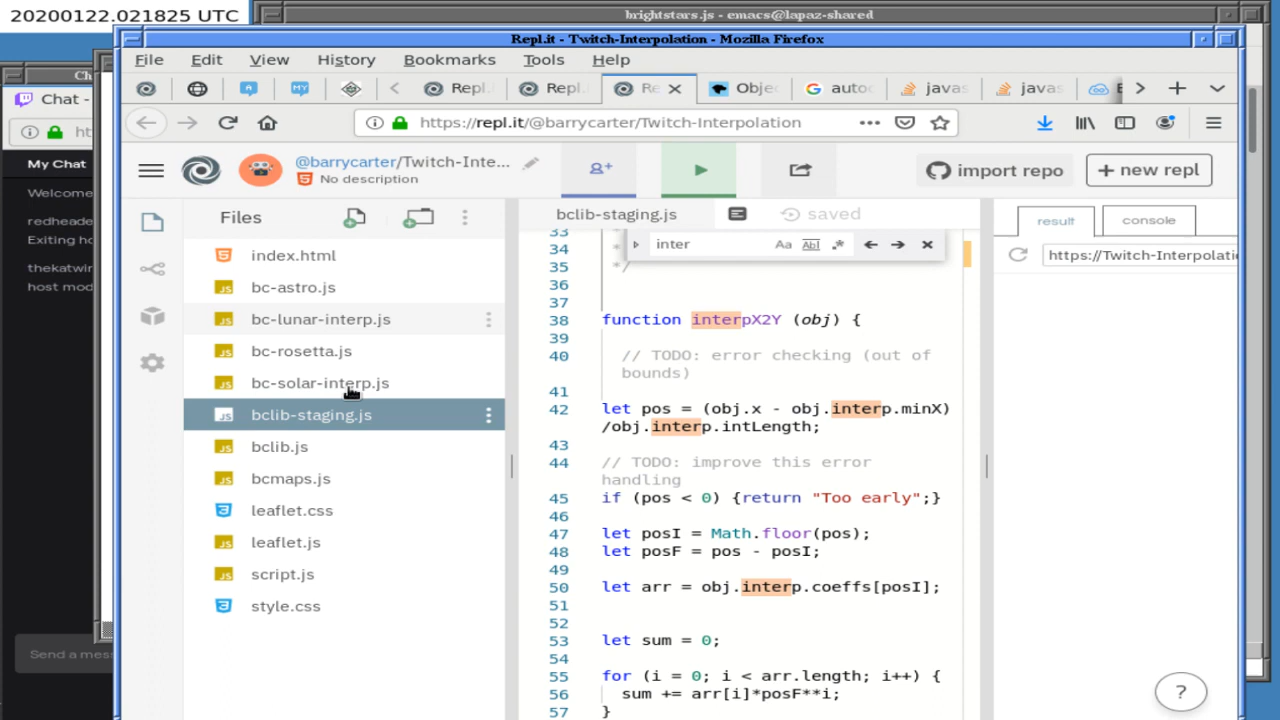 20200122.021825 UTC
brightstars.js - emacs@lapaz-shared
Repl.it - Twitch-Interpolation - Mozilla Firefox
File Edit View History Bookmarks Tools Help
Ch
Chat -
Repl. Repl. Re Obje autoc javas javas
ht
https://repl.it/@barrycarter/Twitch-Interpolation
My Chat
Welcome
redheade
Exiting ho
thekatwir
host mod
Send a mess
@barrycarter/Twitch-Inte...
No description
import repo
+ new repl
Files
index.html
bc-astro.js
bc-lunar-interp.js
bc-rosetta.js
bc-solar-interp.js
bclib-staging.js
bclib.js
bcmaps.js
leaflet.css
leaflet.js
script.js
style.css
bclib-staging.js
saved
inter
Aa Abl .*
33
34 *
35 */
36
37
38 function interpX2Y (obj) {
39
40 // TODO: error checking (out of
bounds)
41
42 let pos = (obj.x - obj.interp.minX)
/obj.interp.intLength;
43
44 // TODO: improve this error
handling
45 if (pos < 0) {return "Too early";}
46
47 let posI = Math.floor(pos);
48 let posF = pos - posI;
49
50 let arr = obj.interp.coeffs[posI];
51
52
53 let sum = 0;
54
55 for (i = 0; i < arr.length; i++) {
56 sum += arr[i]*posF**i;
57 }
result
console
https://Twitch-Interpolatio
?